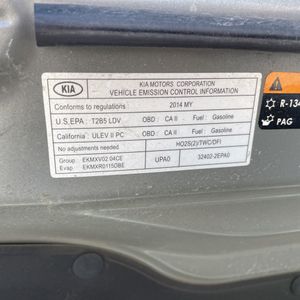 KIA
KIA MOTORS CORPORATION
VEHICLE EMISSION CONTROL INFORMATION
Conforms to regulations 2014 MY
U.S.EPA : T2B5 LDV OBD : CA II Fuel : Gasoline
California : ULEV II PC OBD : CA II Fuel : Gasoline
No adjustments needed. HO2S(2)/TWC/DFI
Group : EKMXV02.04CE
Evap : EKMXR0115DBE
UPA0 32402-2EPA0
R-134
PAG